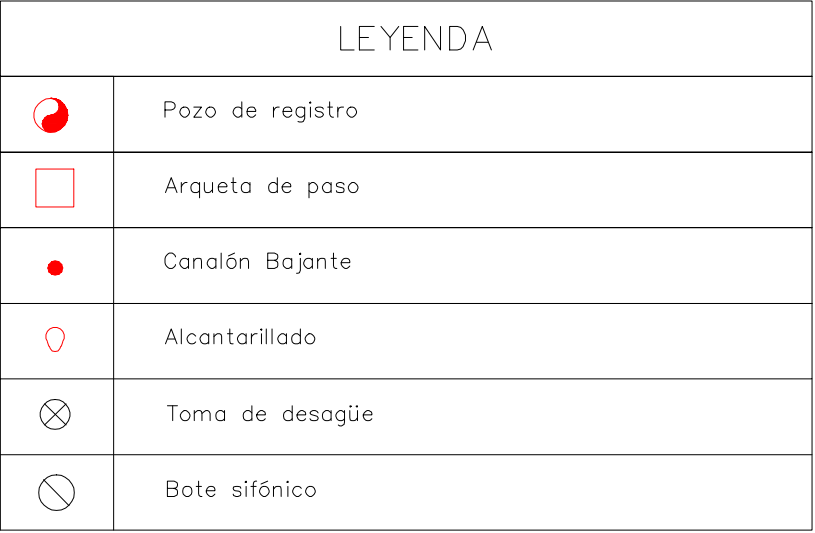 LEYENDA
Pozo de registro
Arqueta de paso
Canalón Bajante
Alcantarillado
Toma de desagüe
Bote sifónico